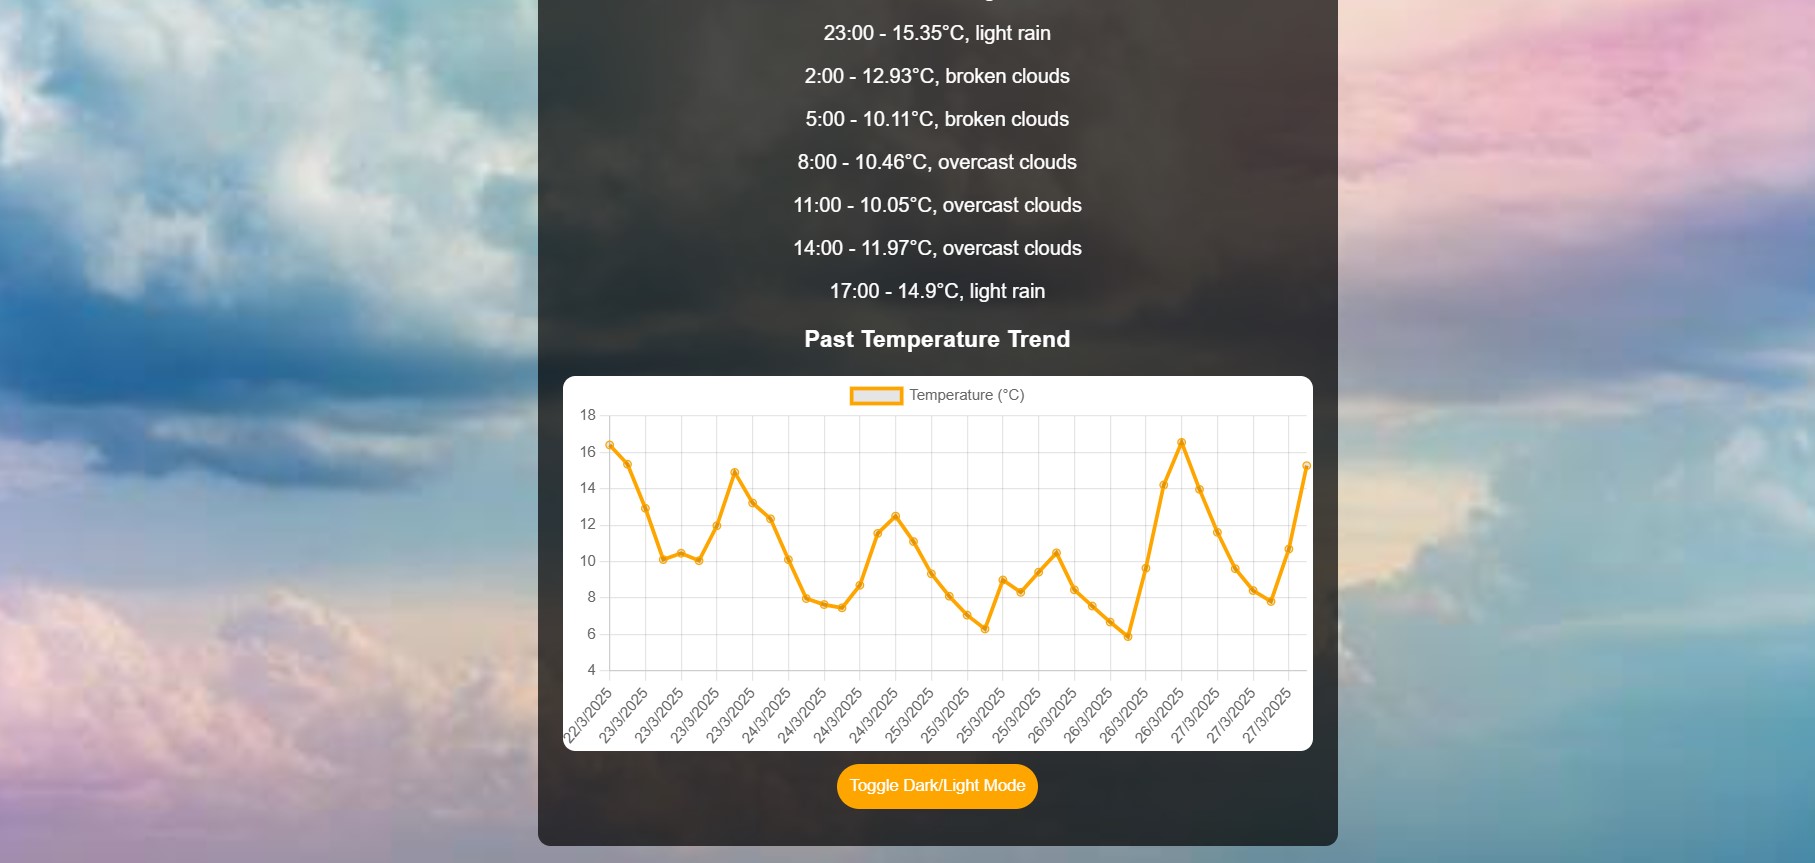 23:00 - 15.35°C, light rain
2:00 - 12.93°C, broken clouds
5:00 - 10.11°C, broken clouds
8:00 - 10.46°C, overcast clouds
11:00 - 10.05°C, overcast clouds
14:00 - 11.97°C, overcast clouds
17:00 - 14.9°C, light rain
Past Temperature Trend
Temperature (°C)
18
16
14
12
10
8
6
4
22/3/2025
23/3/2025
23/3/2025
23/3/2025
23/3/2025
24/3/2025
24/3/2025
24/3/2025
24/3/2025
25/3/2025
25/3/2025
25/3/2025
25/3/2025
26/3/2025
26/3/2025
26/3/2025
26/3/2025
27/3/2025
27/3/2025
27/3/2025
Toggle Dark/Light Mode